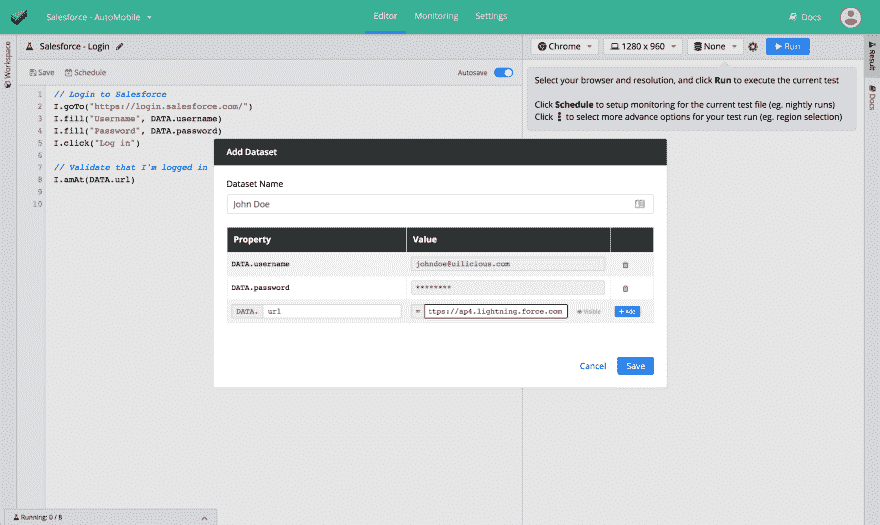 Salesforce - AutoMobile
Editor
Monitoring
Settings
Docs
Workspace
Salesforce - Login
Chrome
1280 x 960
None
Run
Result
Docs
Save
Schedule
Autosave
Select your browser and resolution, and click Run to execute the current test
Click Schedule to setup monitoring for the current test file (eg. nightly runs)
Click ⋮ to select more advance options for your test run (eg. region selection)
1 // Login to Salesforce
2 I.goTo("https://login.salesforce.com/")
3 I.fill("Username", DATA.username)
4 I.fill("Password", DATA.password)
5 I.click("Log in")
6
7 // Validate that I'm logged in
8 I.amAt(DATA.url)
9
10
Add Dataset
Dataset Name
John Doe
Property Value
DATA.username johndoe@uilicious.com
DATA.password ********
DATA. url = ttps://ap4.lightning.force.com Visible + Add
Cancel Save
Running: 0 / 8